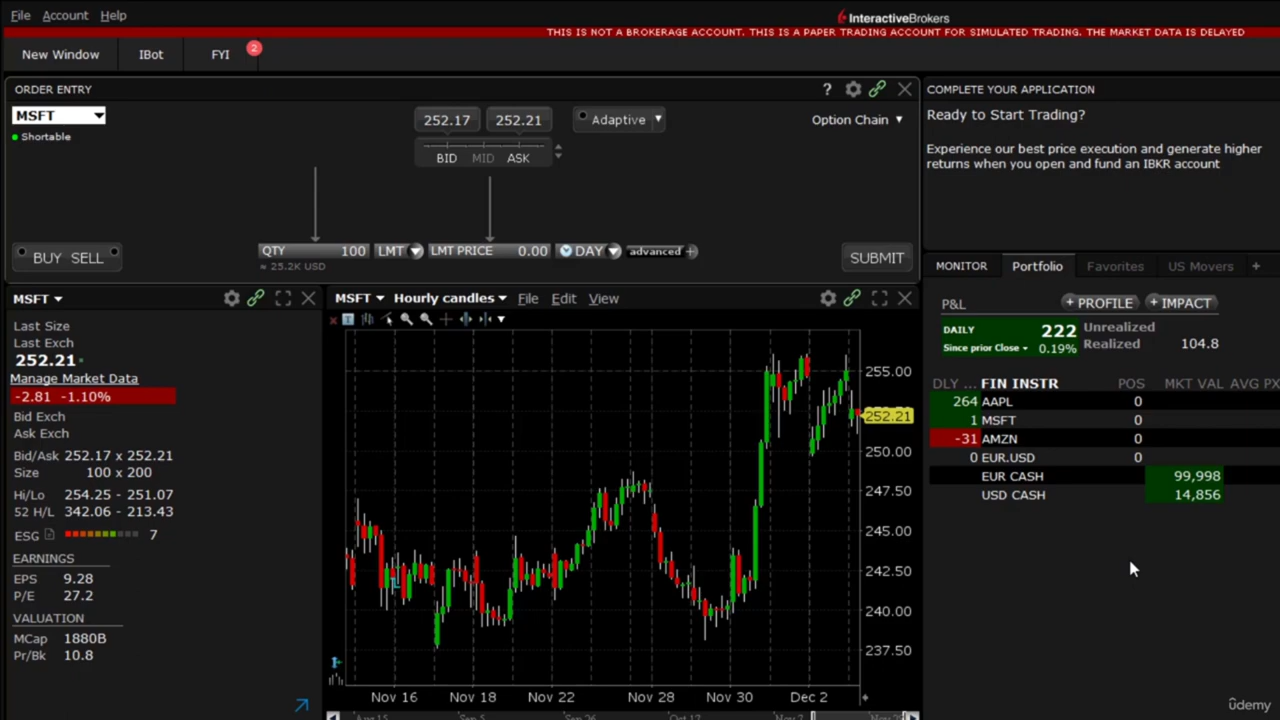 File Account Help
InteractiveBrokers
THIS IS NOT A BROKERAGE ACCOUNT. THIS IS A PAPER TRADING ACCOUNT FOR SIMULATED TRADING. THE MARKET DATA IS DELAYED
New Window IBot FYI 2
ORDER ENTRY
MSFT
Shortable
252.17 252.21 Adaptive Option Chain
BID MID ASK
QTY 100 LMT LMT PRICE 0.00 DAY advanced
≈ 25.2K USD
BUY SELL SUBMIT
COMPLETE YOUR APPLICATION
Ready to Start Trading?
Experience our best price execution and generate higher
returns when you open and fund an IBKR account
MSFT
Last Size
Last Exch
252.21
Manage Market Data
-2.81 -1.10%
Bid Exch
Ask Exch
Bid/Ask 252.17 x 252.21
Size 100 x 200
Hi/Lo 254.25 - 251.07
52 H/L 342.06 - 213.43
ESG 7
EARNINGS
EPS 9.28
P/E 27.2
VALUATION
MCap 1880B
Pr/Bk 10.8
MSFT Hourly candles File Edit View
255.00
252.21
250.00
247.50
245.00
242.50
240.00
237.50
L
Nov 16 Nov 18 Nov 22 Nov 28 Nov 30 Dec 2
MONITOR Portfolio Favorites US Movers +
P&L + PROFILE + IMPACT
DAILY 222 Unrealized
Since prior Close 0.19% Realized 104.8
DLY ... FIN INSTR POS MKT VAL AVG PX
264 AAPL 0
1 MSFT 0
-31 AMZN 0
0 EUR.USD 0
EUR CASH 99,998
USD CASH 14,856
ûdemy